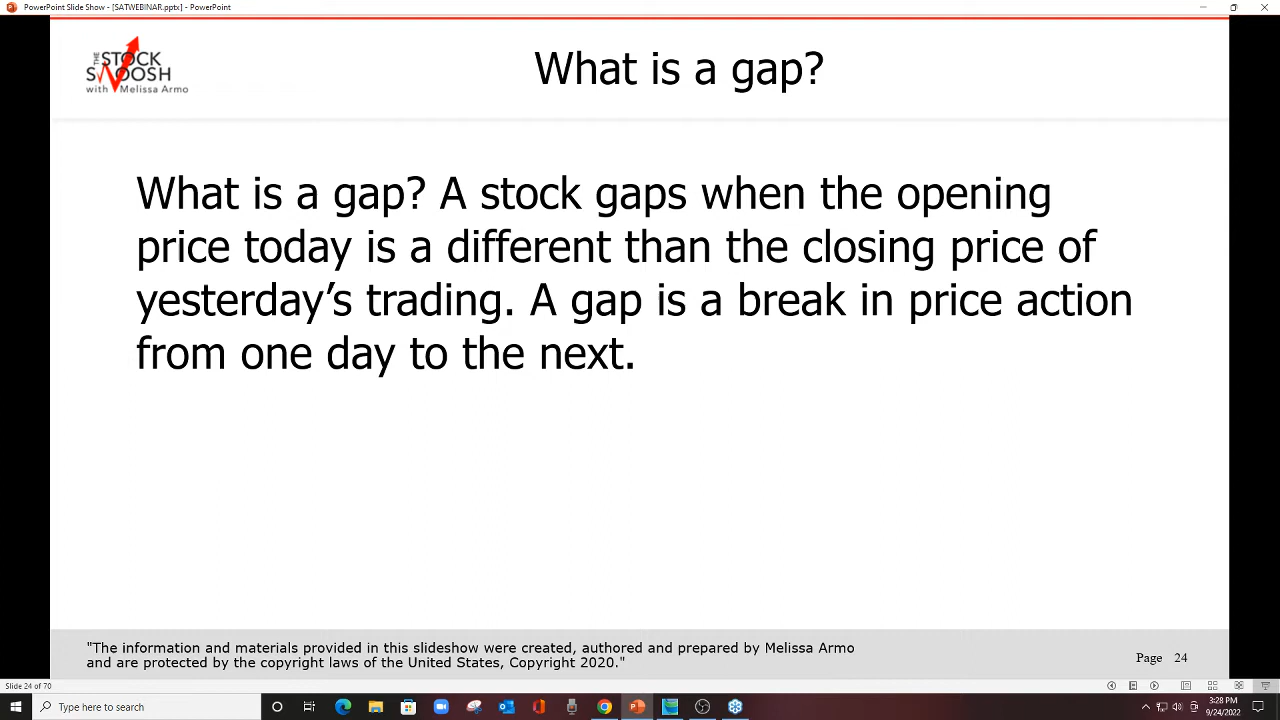 PowerPoint Slide Show - [SATWEBINAR.pptx] - PowerPoint
THE
STOCK
SWOOSH
with Melissa Armo
What is a gap?
What is a gap? A stock gaps when the opening
price today is a different than the closing price of
yesterday’s trading. A gap is a break in price action
from one day to the next.
"The information and materials provided in this slideshow were created, authored and prepared by Melissa Armo
and are protected by the copyright laws of the United States, Copyright 2020."
Page 24
Slide 24 of 70
Type here to search
3:28 PM
9/24/2022